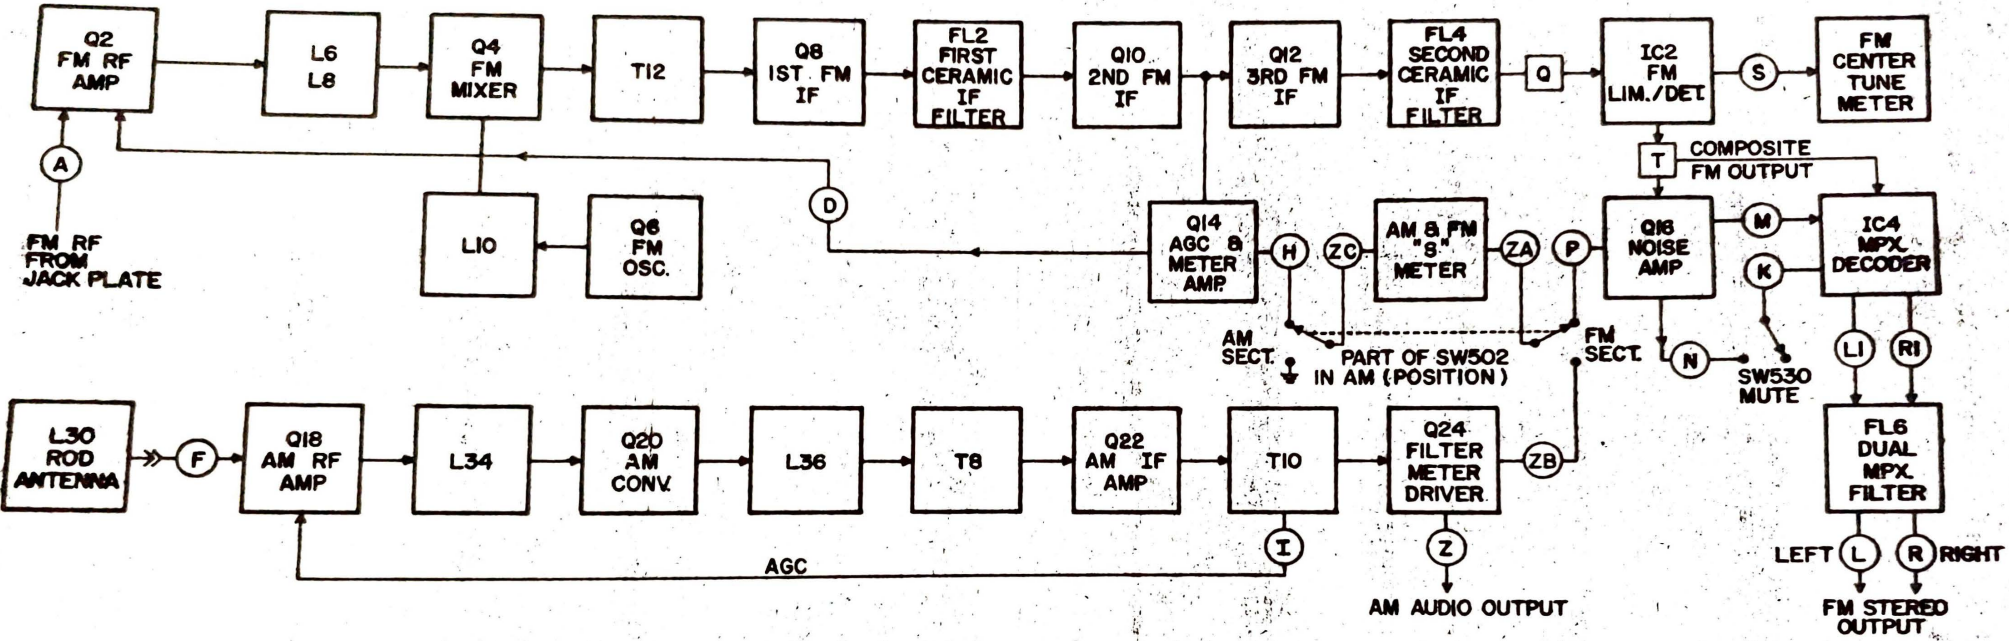 Q2
FM RF
AMP
L6
L8
Q4
FM
MIXER
T12
Q8
1ST FM
IF
FL2
FIRST
CERAMIC
IF
FILTER
Q10
2ND FM
IF
Q12
3RD FM
IF
FL4
SECOND
CERAMIC
IF
FILTER
Q
IC2
FM
LIM./DET.
S
FM
CENTER
TUNE
METER
A
FM RF
FROM
JACK PLATE
L10
Q6
FM
OSC.
D
Q14
AGC &
METER
AMP.
H
ZC
AM & FM
"S"
METER
ZA
P
T
COMPOSITE
FM OUTPUT
Q16
NOISE
AMP
M
K
IC4
MPX.
DECODER
AM
SECT.
PART OF SW502
IN AM (POSITION)
FM
SECT.
N
SW530
MUTE
L1
R1
L30
ROD
ANTENNA
F
Q18
AM RF
AMP
L34
Q20
AM
CONV.
L36
T8
Q22
AM IF
AMP
T10
Q24
FILTER
METER
DRIVER
ZB
FL6
DUAL
MPX.
FILTER
AGC
I
Z
AM AUDIO OUTPUT
LEFT L
R RIGHT
FM STEREO
OUTPUT